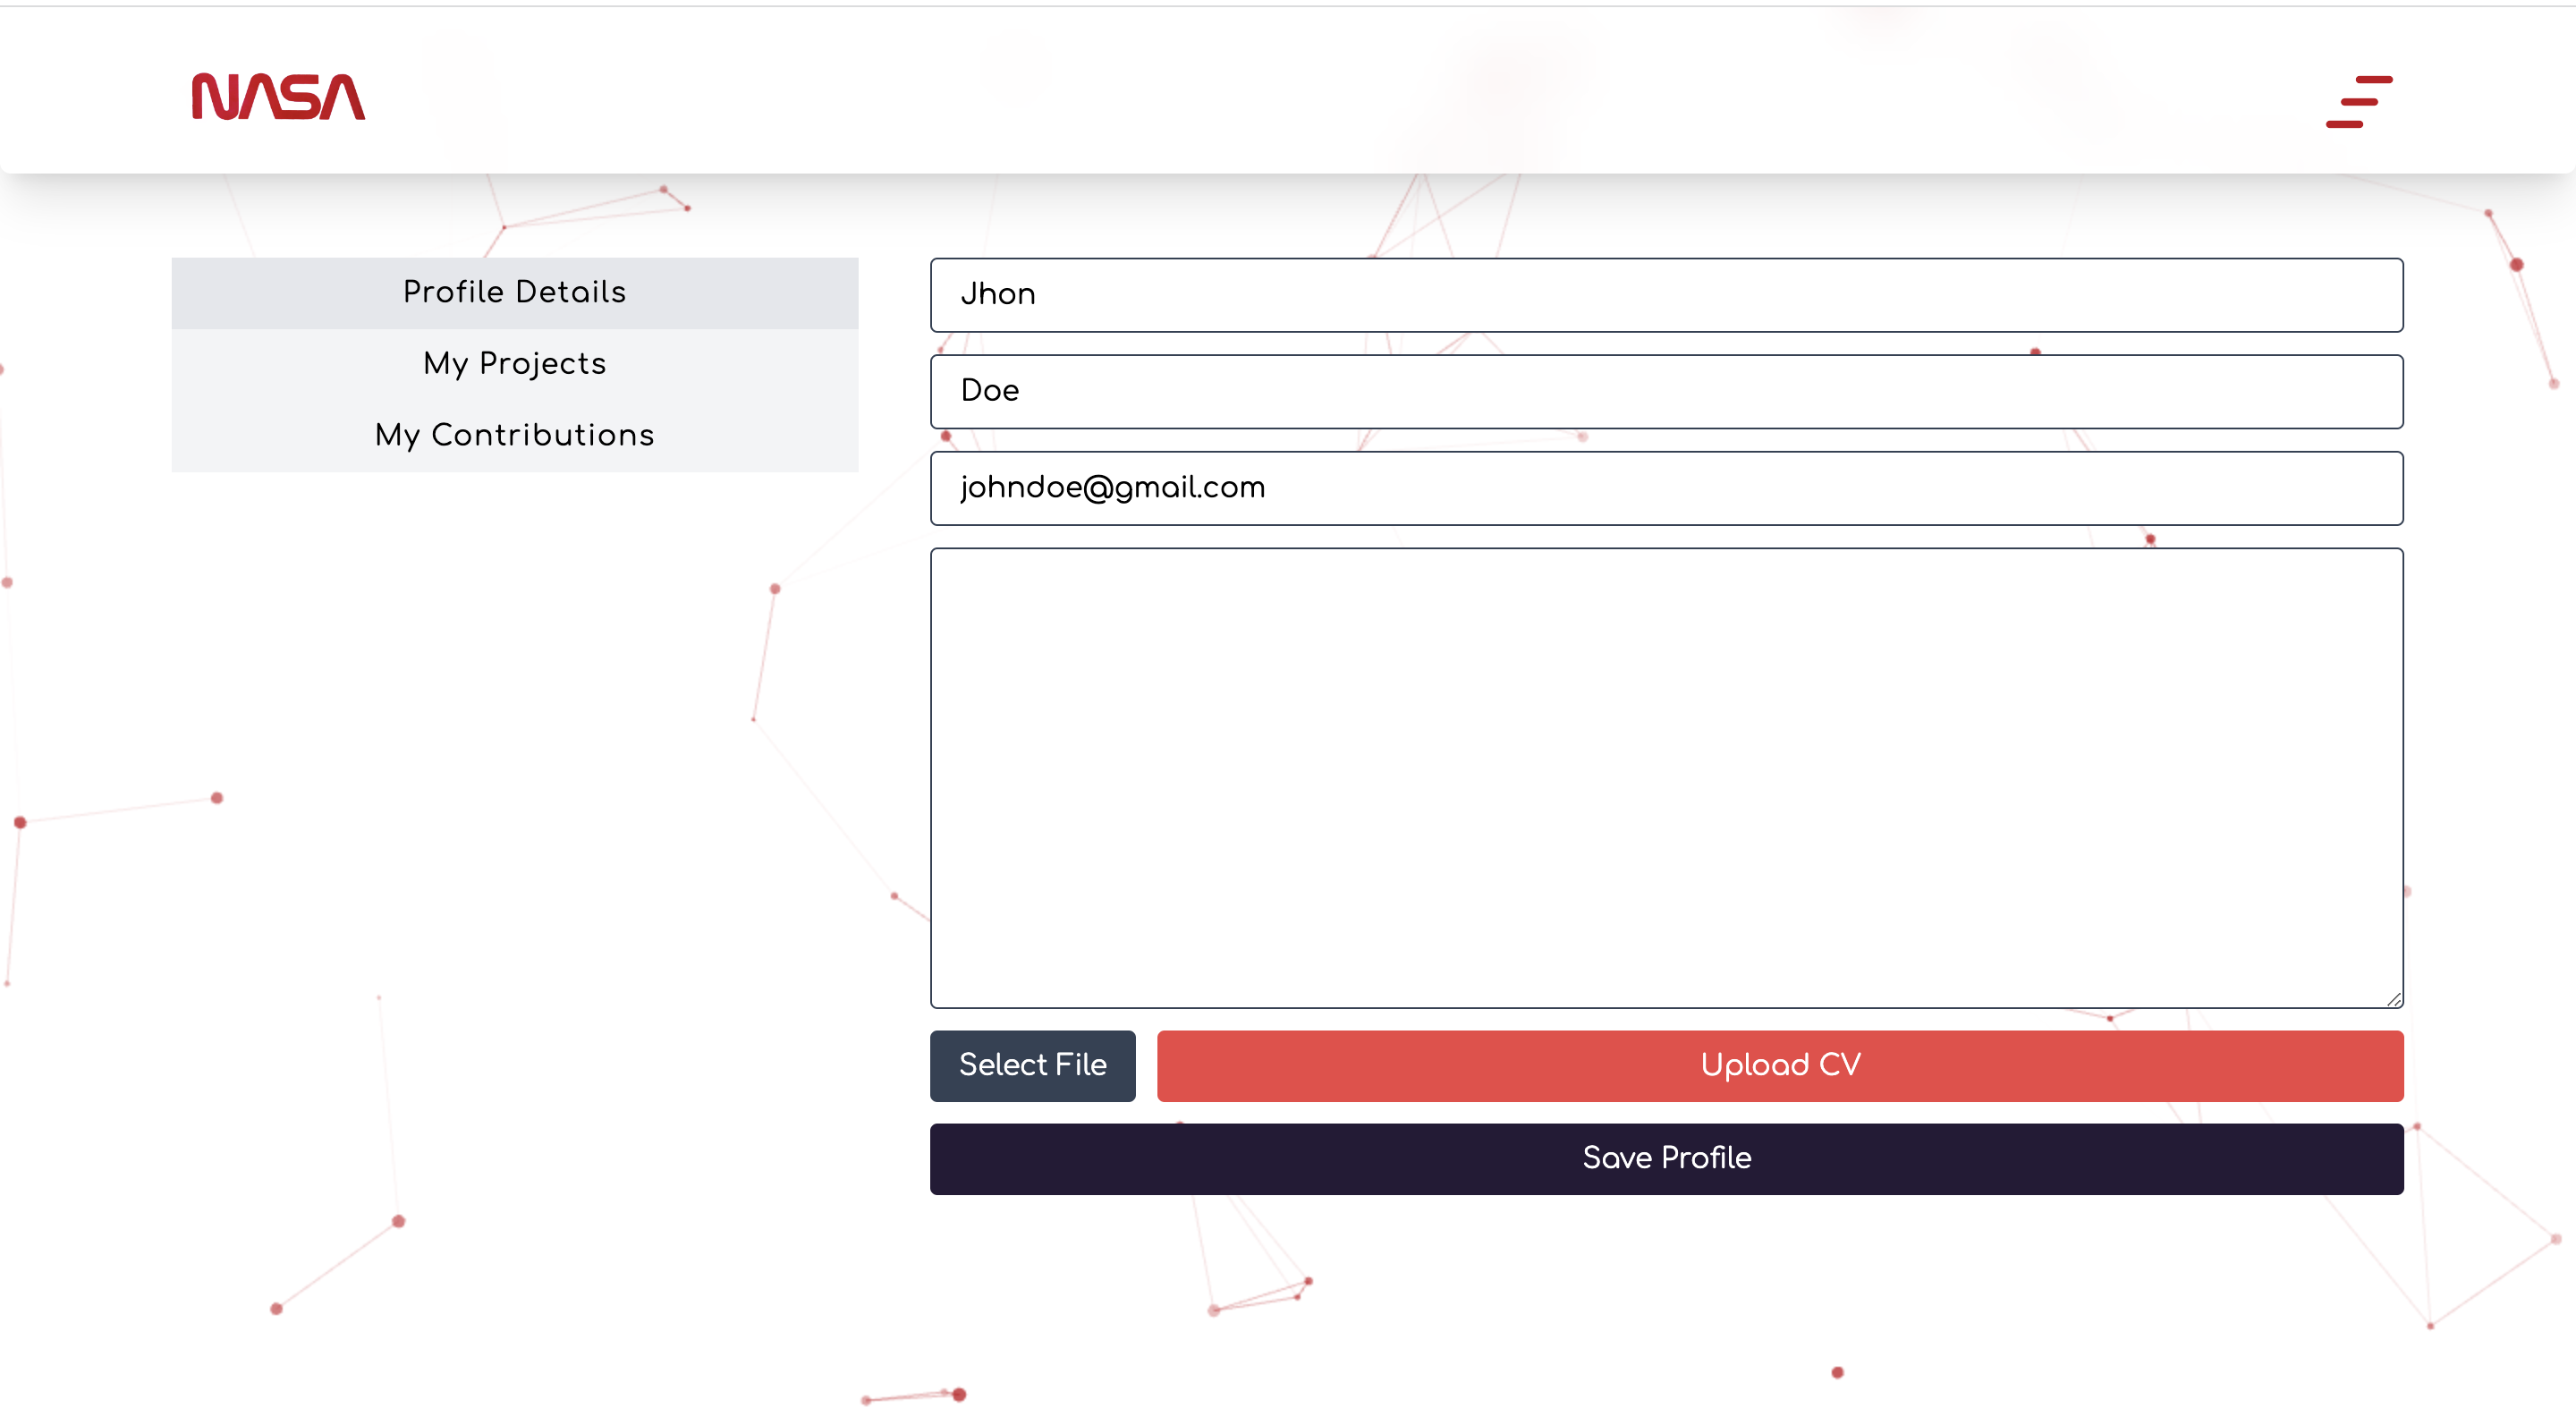 NASA
Profile Details
My Projects
My Contributions
Jhon
Doe
johndoe@gmail.com
Select File
Upload CV
Save Profile